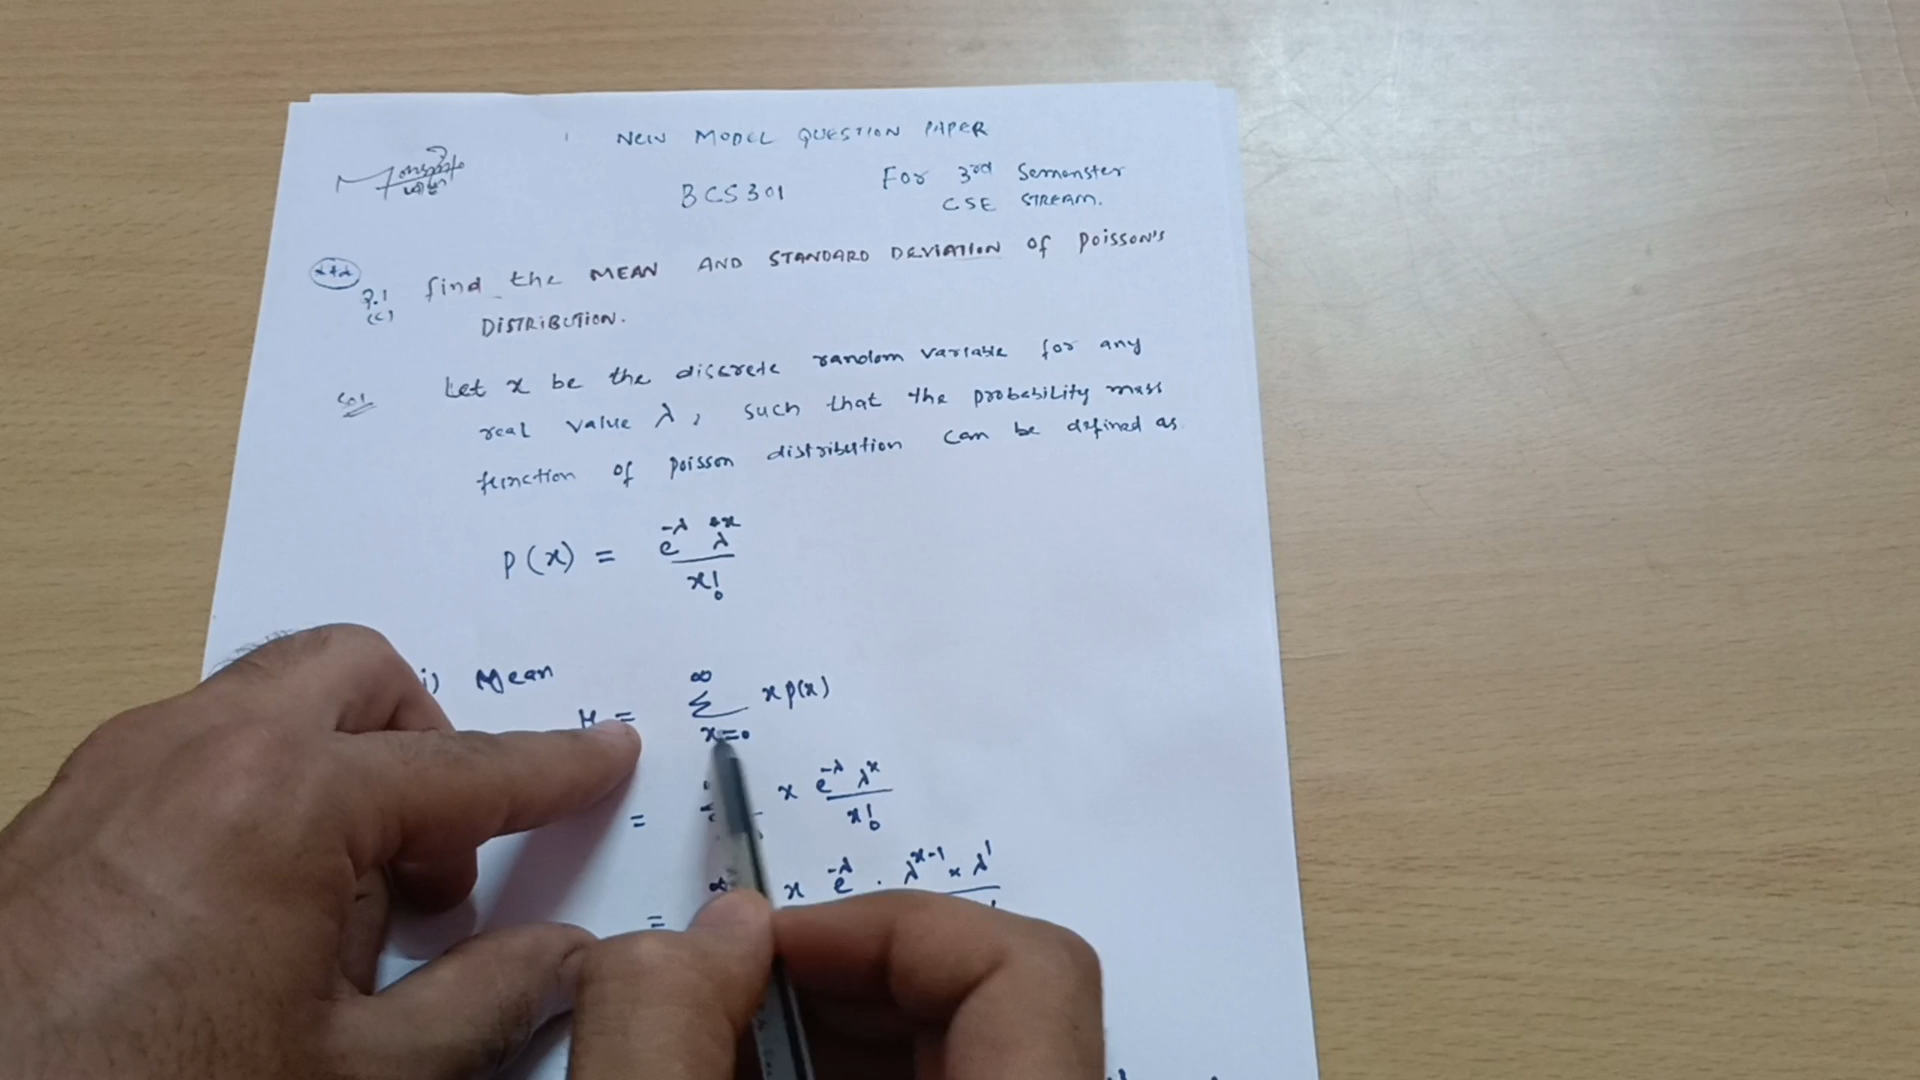 NEW MODEL QUESTION PAPER
BCS301
For 3rd Semenster
CSE STREAM.
Q.1 find the MEAN AND STANDARD DEVIATION of Poisson's
(c)
DISTRIBUTION.
Sol Let x be the discrete random variable for any
real value λ, such that the probability mass
function of poisson distribution can be defined as
P(x) = e^-λ λ^x / x!
i) Mean
μ = ∞ Σ x=0 x p(x)
= x e^-λ λ^x / x!
= x e^-λ . λ^x-1 × λ^1